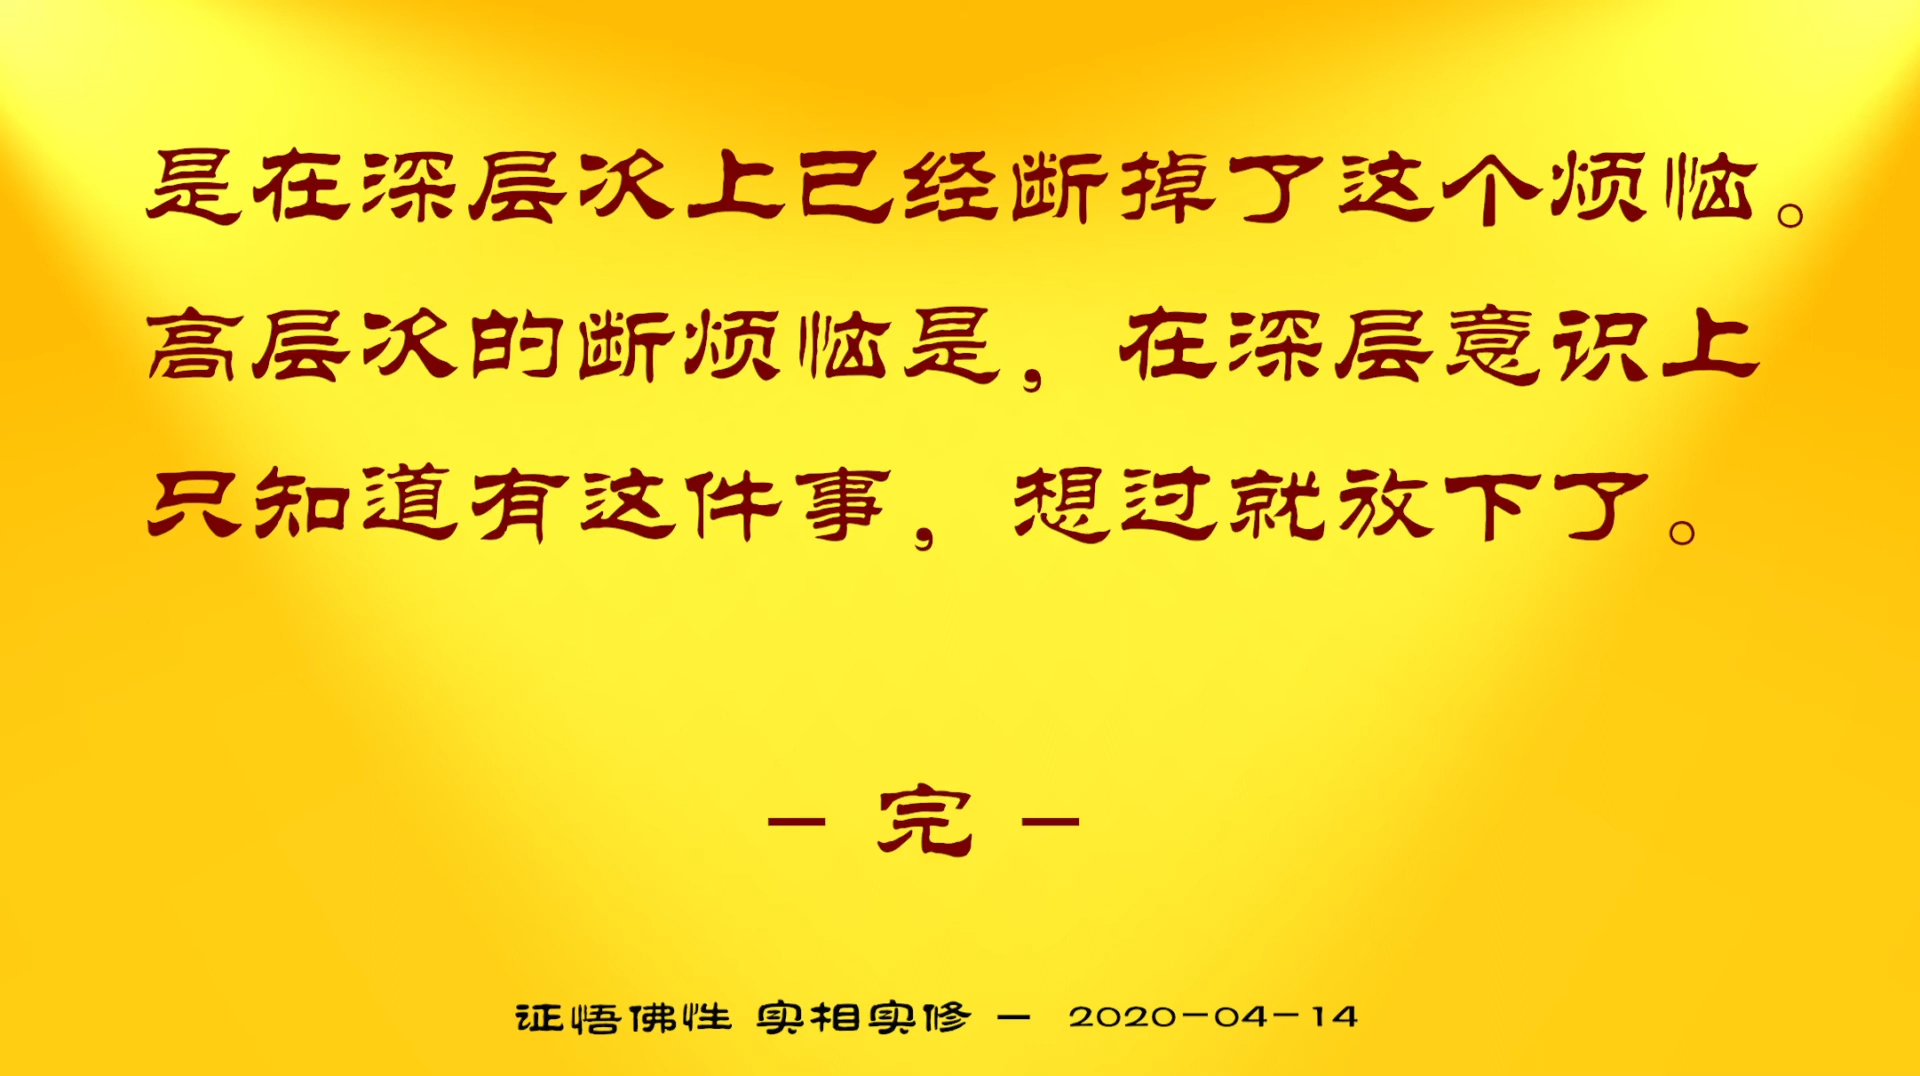 是在深层次上已经断掉了这个烦恼。
高层次的断烦恼是，在深层意识上
只知道有这件事，想过就放下了。
— 完 —
证悟佛性 实相实修 — 2020-04-14